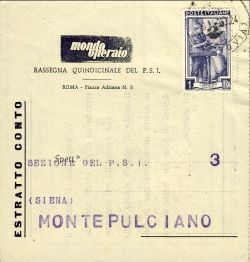 mondo
operaio
RASSEGNA QUINDICINALE DEL P.S.I.
ROMA - Piazza Adriana N. 5
POSTE ITALIANE
1
ESTRATTO CONTO
Spett.le
SEZIONE DEL P.S.I.
3
(SIENA)
MONTEPULCIANO